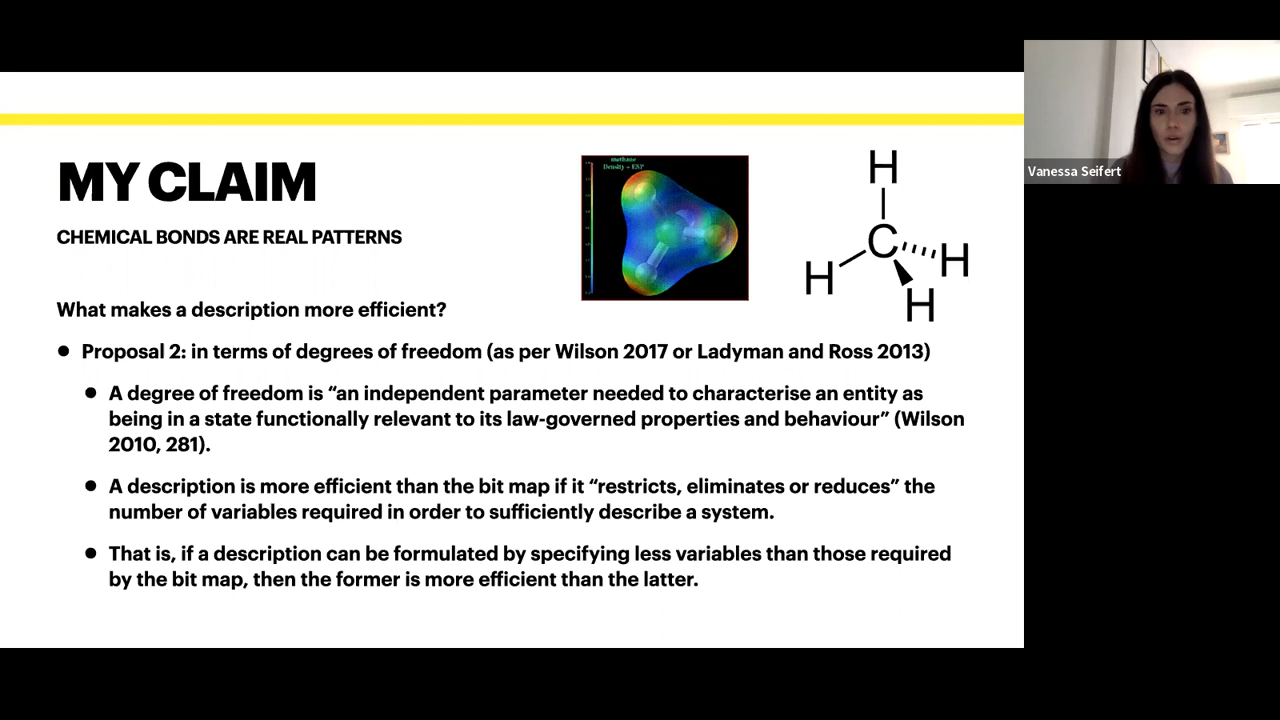 MY CLAIM
CHEMICAL BONDS ARE REAL PATTERNS
methane
Density + ESP
H
C
H
H
H
Vanessa Seifert
What makes a description more efficient?
● Proposal 2: in terms of degrees of freedom (as per Wilson 2017 or Ladyman and Ross 2013)
● A degree of freedom is “an independent parameter needed to characterise an entity as
being in a state functionally relevant to its law-governed properties and behaviour” (Wilson
2010, 281).
● A description is more efficient than the bit map if it “restricts, eliminates or reduces” the
number of variables required in order to sufficiently describe a system.
● That is, if a description can be formulated by specifying less variables than those required
by the bit map, then the former is more efficient than the latter.